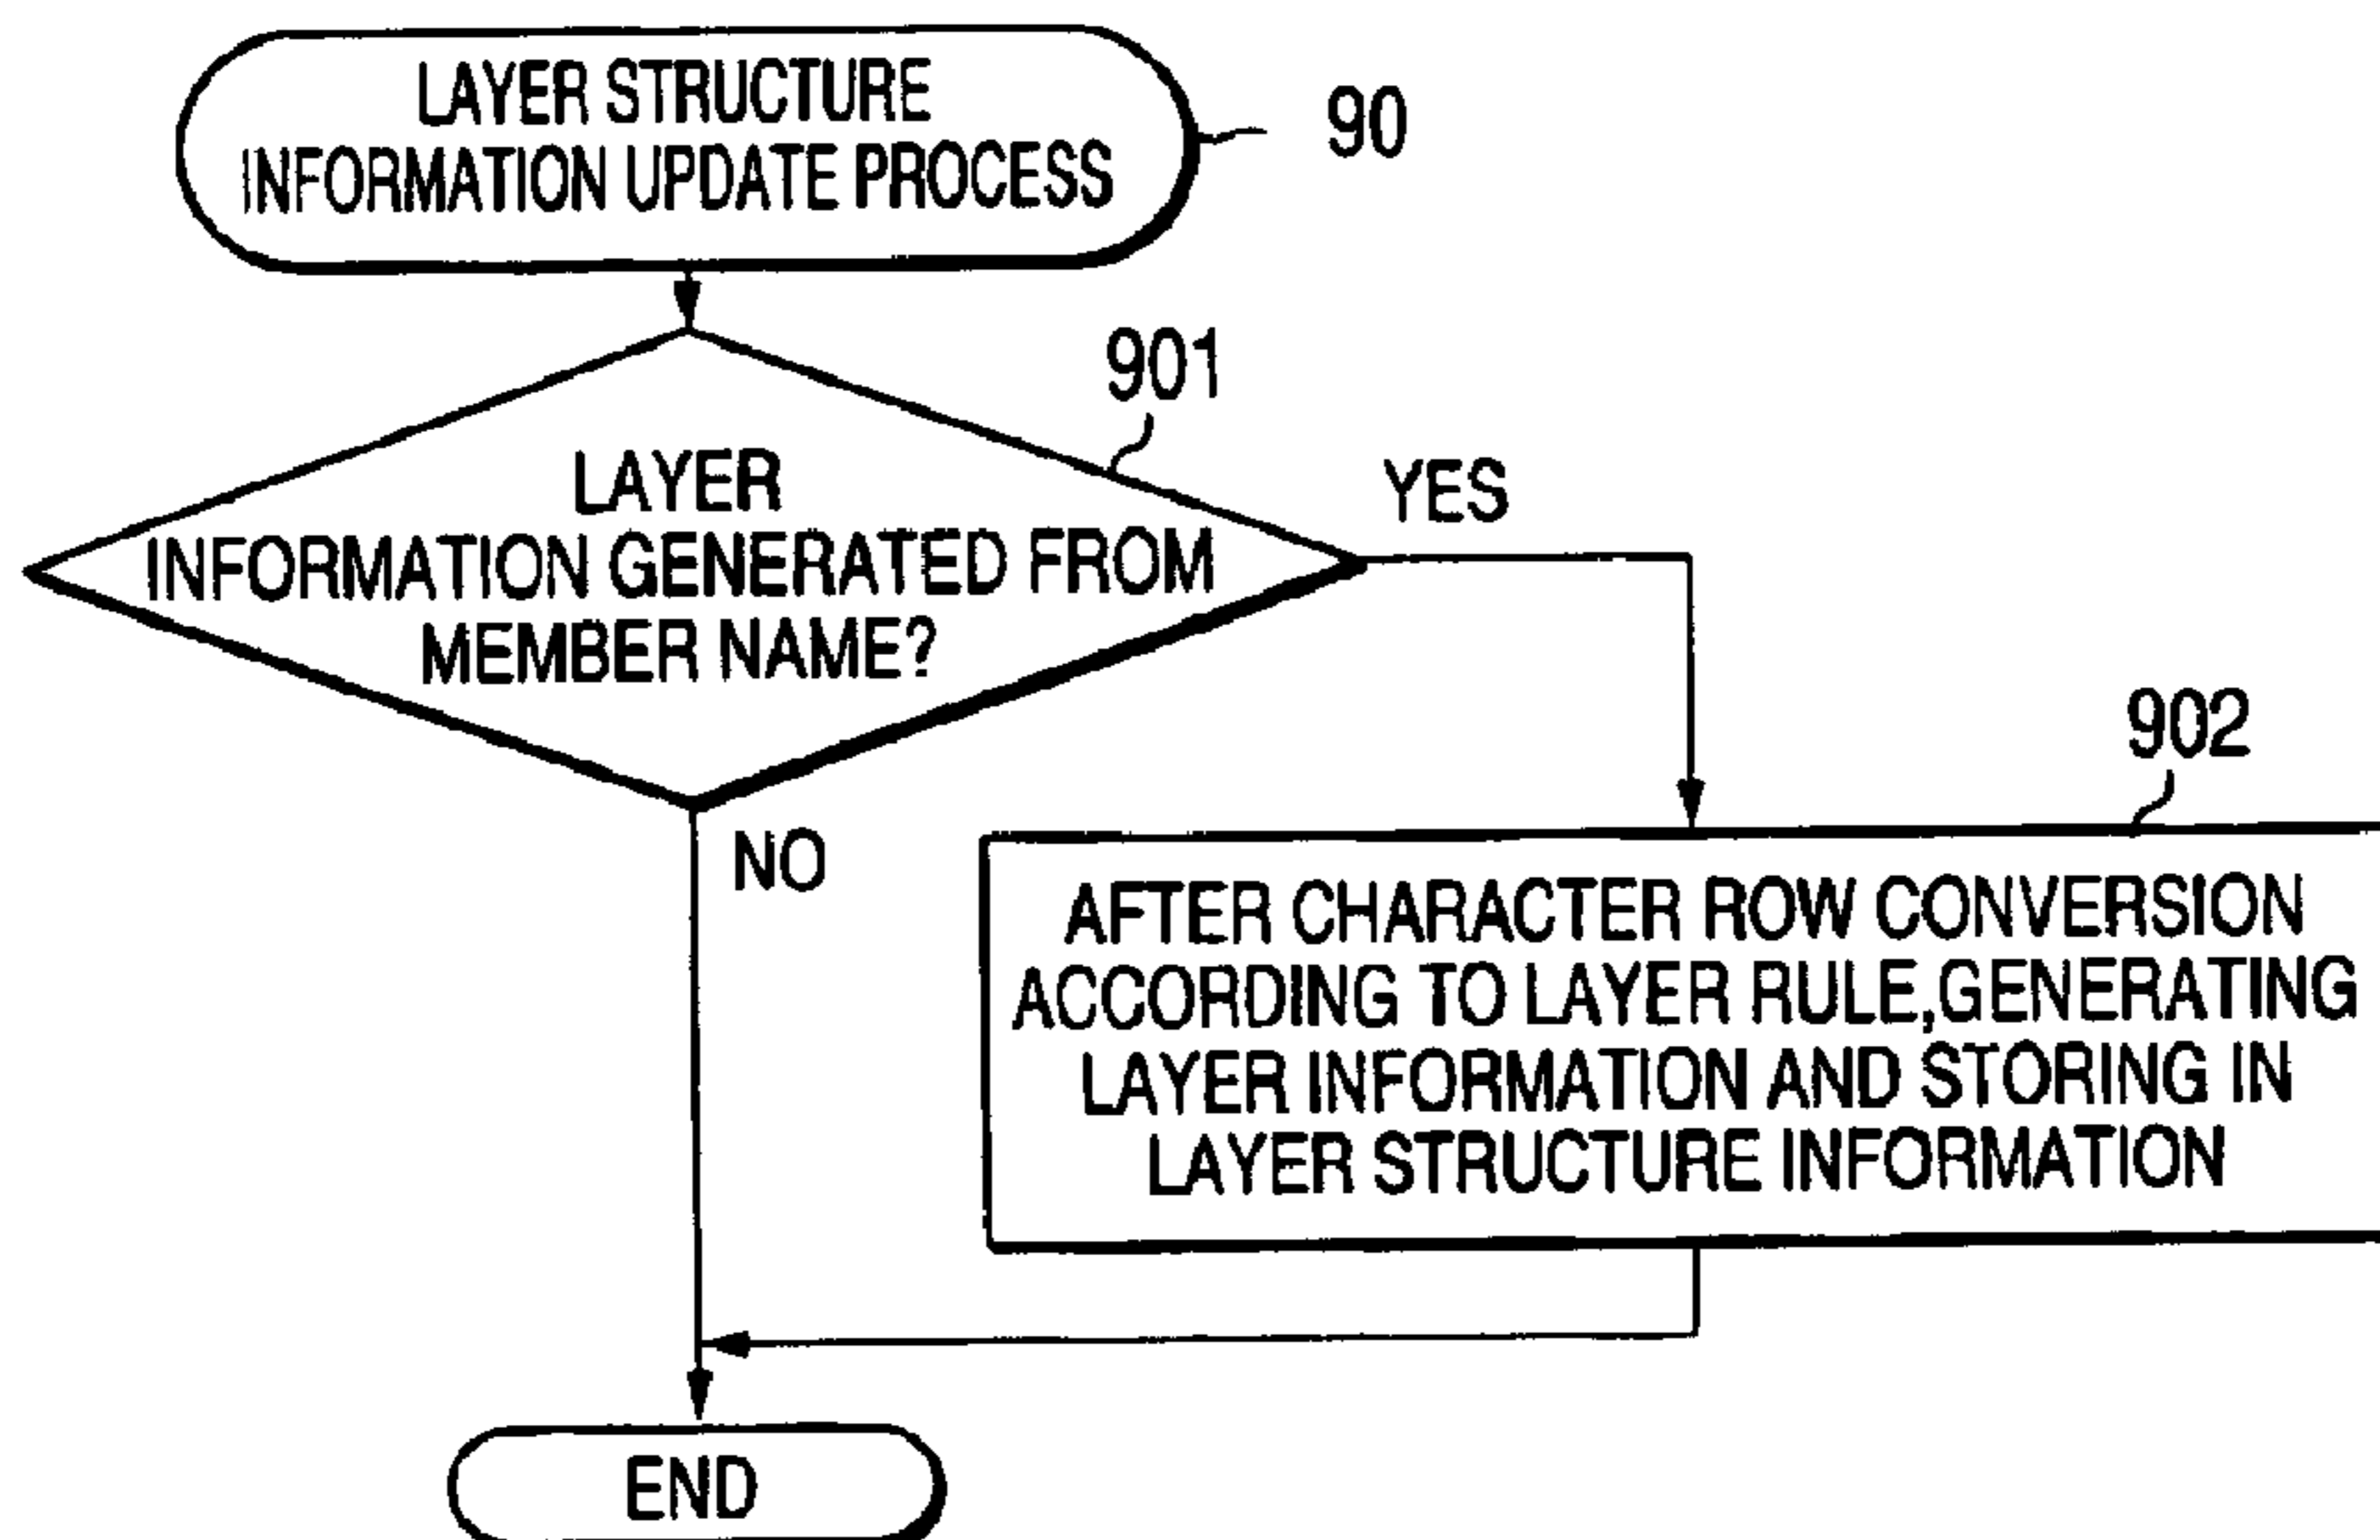 LAYER STRUCTURE
INFORMATION UPDATE PROCESS
90
901
LAYER
INFORMATION GENERATED FROM
MEMBER NAME?
YES
NO
902
AFTER CHARACTER ROW CONVERSION
ACCORDING TO LAYER RULE,GENERATING
LAYER INFORMATION AND STORING IN
LAYER STRUCTURE INFORMATION
END